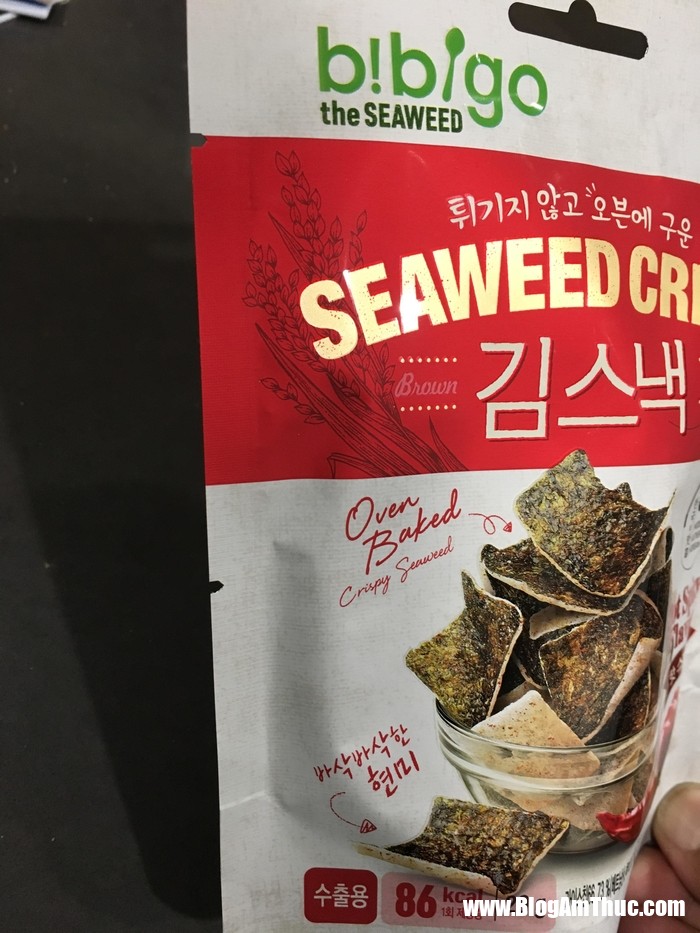 b!b!go
the SEAWEED
튀기지 않고 오븐에 구운
SEAWEED CRI
Brown
김스낵
Oven
Baked
Crispy Seaweed
바삭바삭한
현미
수출용
86 kcal
www.BlogAmThuc.com